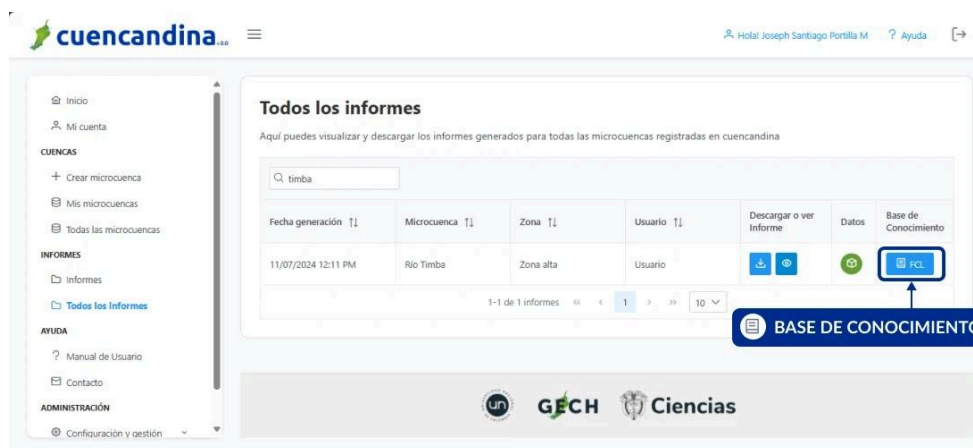 cuencandina v3.0
Hola! Joseph Santiago Portilla M
Ayuda
Inicio
Mi cuenta
CUENCAS
Crear microcuenca
Mis microcuencas
Todas las microcuencas
INFORMES
Informes
Todos los Informes
AYUDA
Manual de Usuario
Contacto
ADMINISTRACIÓN
Configuración y gestión
Todos los informes
Aquí puedes visualizar y descargar los informes generados para todas las microcuencas registradas en cuencandina
timba
Fecha generación
Microcuenca
Zona
Usuario
Descargar o ver
Informe
Datos
Base de
Conocimiento
11/07/2024 12:11 PM
Río Timba
Zona alta
Usuario
FCL
1-1 de 1 informes
1
10
BASE DE CONOCIMIENTO
un
GECH
Ciencias